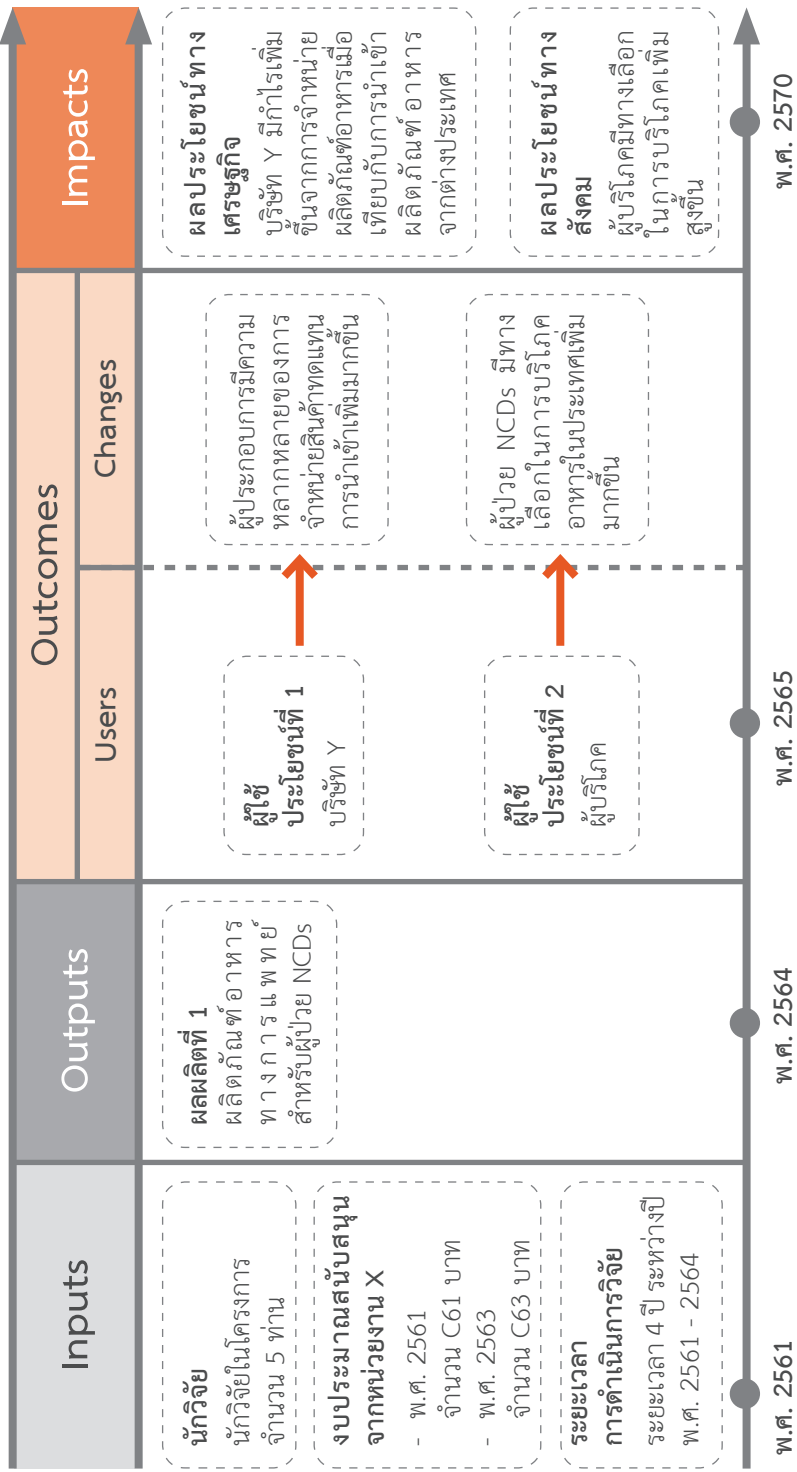 Inputs
Outputs
Outcomes
Impacts
Users
Changes
นักวิจัย
นักวิจัยในโครงการ
จำนวน 5 ท่าน
งบประมาณสนับสนุน
จากหน่วยงาน X
- พ.ศ. 2561
จำนวน C61 บาท
- พ.ศ. 2563
จำนวน C63 บาท
ระยะเวลา
การดำเนินการวิจัย
ระยะเวลา 4 ปี ระหว่างปี
พ.ศ. 2561 - 2564
ผลผลิตที่ 1
ผลิตภัณฑ์อาหาร
ทางการแพทย์
สำหรับผู้ป่วย NCDs
ผู้ใช้
ประโยชน์ที่ 1
บริษัท Y
ผู้ใช้
ประโยชน์ที่ 2
ผู้บริโภค
ผู้ประกอบการมีความ
หลากหลายของการ
จำหน่ายสินค้าทดแทน
การนำเข้าเพิ่มมากขึ้น
ผู้ป่วย NCDs มีทาง
เลือกในการบริโภค
อาหารในประเทศเพิ่ม
มากขึ้น
ผลประโยชน์ทาง
เศรษฐกิจ
บริษัท Y มีกำไรเพิ่ม
ขึ้นจากการจำหน่าย
ผลิตภัณฑ์อาหารเมื่อ
เทียบกับการนำเข้า
ผลิตภัณฑ์อาหาร
จากต่างประเทศ
ผลประโยชน์ทาง
สังคม
ผู้บริโภคมีทางเลือก
ในการบริโภคเพิ่ม
สูงขึ้น
พ.ศ. 2561
พ.ศ. 2564
พ.ศ. 2565
พ.ศ. 2570